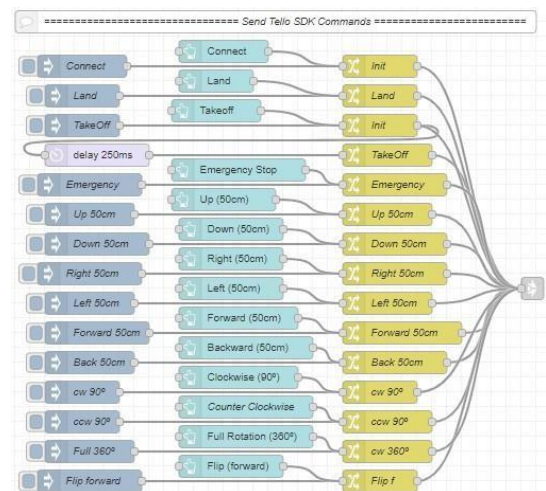 ================================ Send Tello SDK Commands =========================
Connect
Connect
Init
Land
Land
Land
TakeOff
Takeoff
Init
delay 250ms
TakeOff
Emergency
Emergency Stop
Emergency
Up 50cm
Up (50cm)
Up 50cm
Down 50cm
Down (50cm)
Down 50cm
Right 50cm
Right (50cm)
Right 50cm
Left 50cm
Left (50cm)
Left 50cm
Forward 50cm
Forward (50cm)
Forward 50cm
Back 50cm
Backward (50cm)
Back 50cm
cw 90º
Clockwise (90º)
cw 90º
ccw 90º
Counter Clockwise
ccw 90º
Full 360º
Full Rotation (360º)
cw 360º
Flip forward
Flip (forward)
Flip f